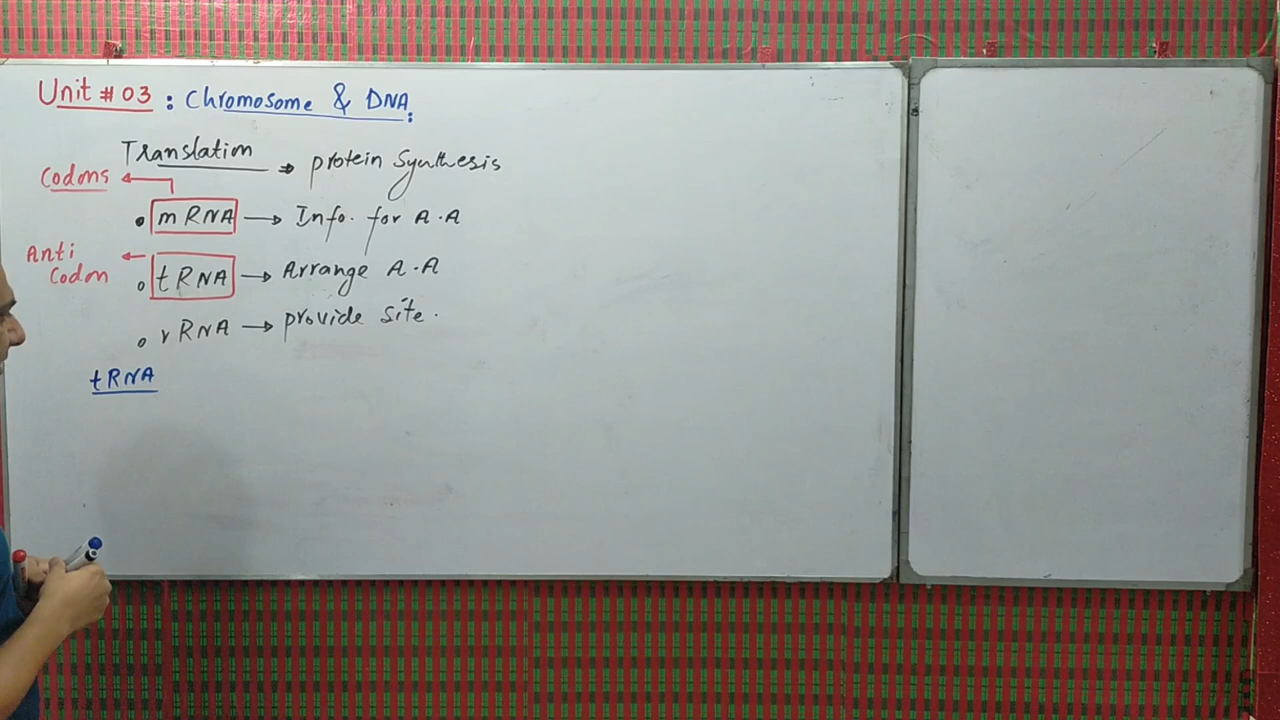 Unit # 03 : Chromosome & DNA :
Translation → protein synthesis
Codons
• mRNA → Info. for A.A
Anti
Codon
• tRNA → Arrange A.A
• rRNA → provide site.
tRNA